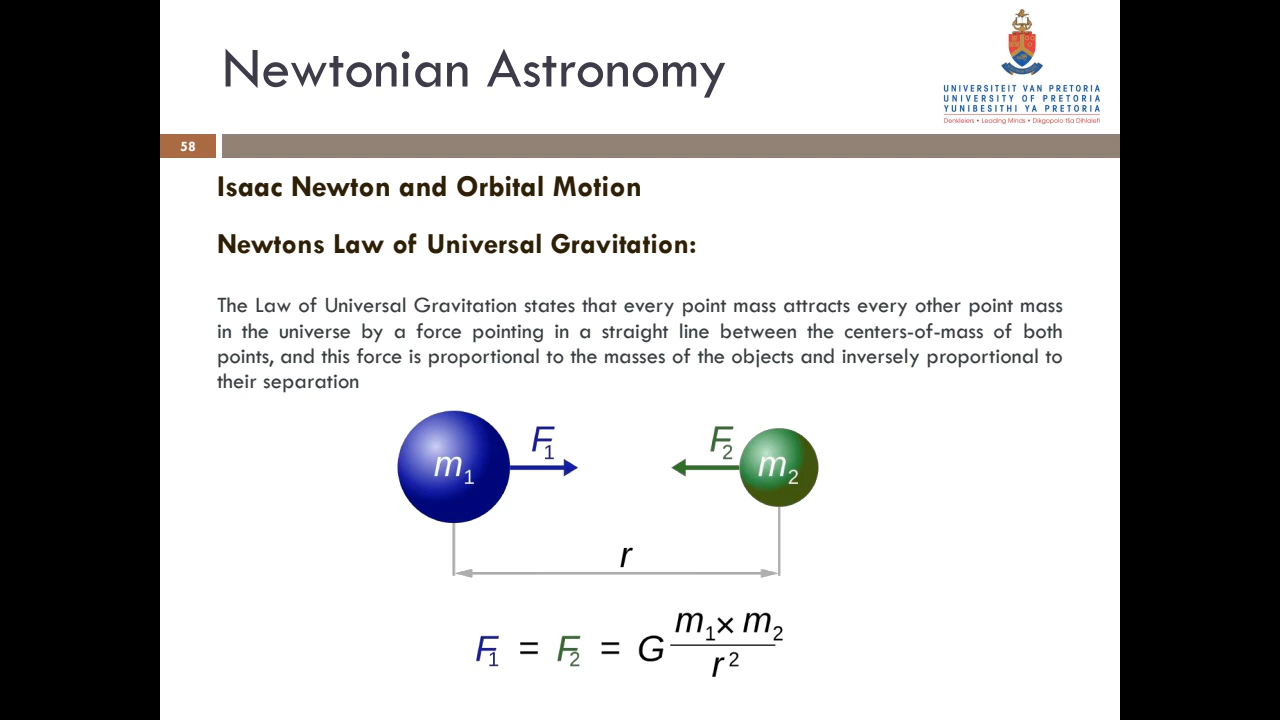 Newtonian Astronomy
UNIVERSITEIT VAN PRETORIA
UNIVERSITY OF PRETORIA
YUNIBESITHI YA PRETORIA
Denkleiers • Leading Minds • Dikgopolo tša Dihlalefi
58
Isaac Newton and Orbital Motion
Newtons Law of Universal Gravitation:
The Law of Universal Gravitation states that every point mass attracts every other point mass
in the universe by a force pointing in a straight line between the centers-of-mass of both
points, and this force is proportional to the masses of the objects and inversely proportional to
their separation
m₁ F₁ F₂ m₂
r
F₁ = F₂ = G (m₁ × m₂) / r²